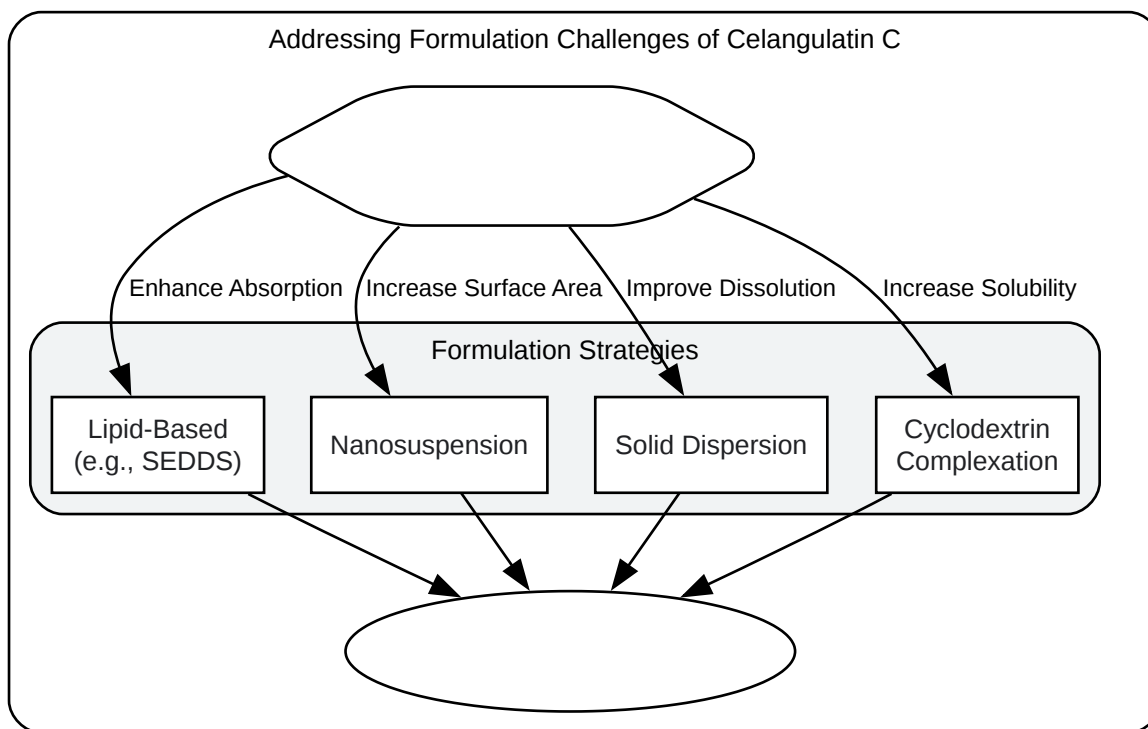 Addressing Formulation Challenges of Celangulatin C
Enhance Absorption
Increase Surface Area
Improve Dissolution
Increase Solubility
Formulation Strategies
Lipid-Based
(e.g., SEDDS)
Nanosuspension
Solid Dispersion
Cyclodextrin
Complexation